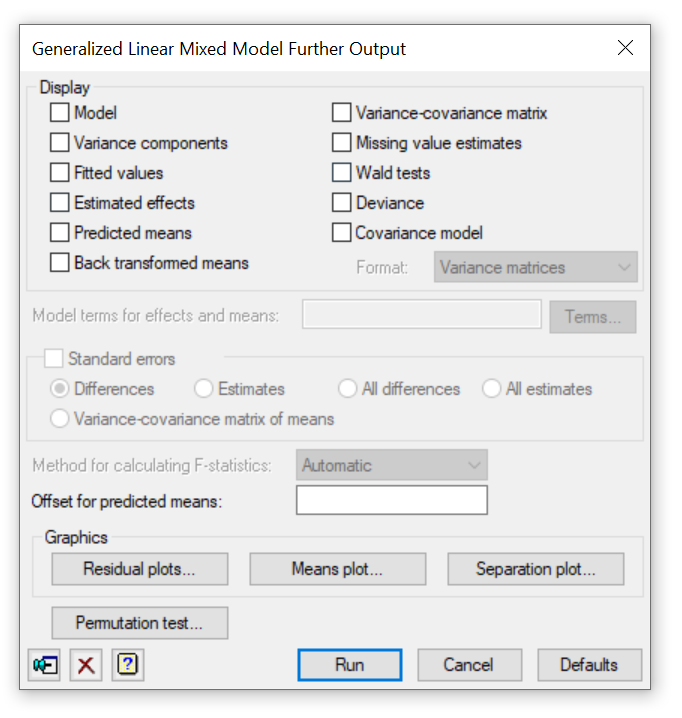 Generalized Linear Mixed Model Further Output
Display
Model
Variance-covariance matrix
Variance components
Missing value estimates
Fitted values
Wald tests
Estimated effects
Deviance
Predicted means
Covariance model
Back transformed means
Format:
Variance matrices
Model terms for effects and means:
Terms...
Standard errors
Differences
Estimates
All differences
All estimates
Variance-covariance matrix of means
Method for calculating F-statistics:
Automatic
Offset for predicted means:
Graphics
Residual plots...
Means plot...
Separation plot...
Permutation test...
?
Run
Cancel
Defaults